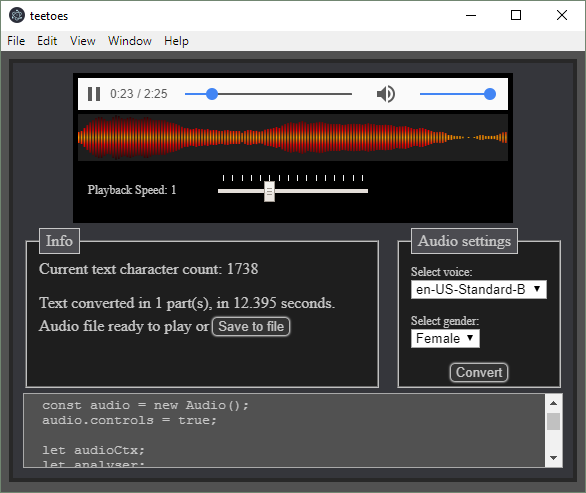 teetoes
File Edit View Window Help
0:23 / 2:25
Playback Speed: 1
Info
Current text character count: 1738
Text converted in 1 part(s), in 12.395 seconds.
Audio file ready to play or Save to file
Audio settings
Select voice:
en-US-Standard-B
Select gender:
Female
Convert
const audio = new Audio();
audio.controls = true;
let audioCtx;
let analyser;